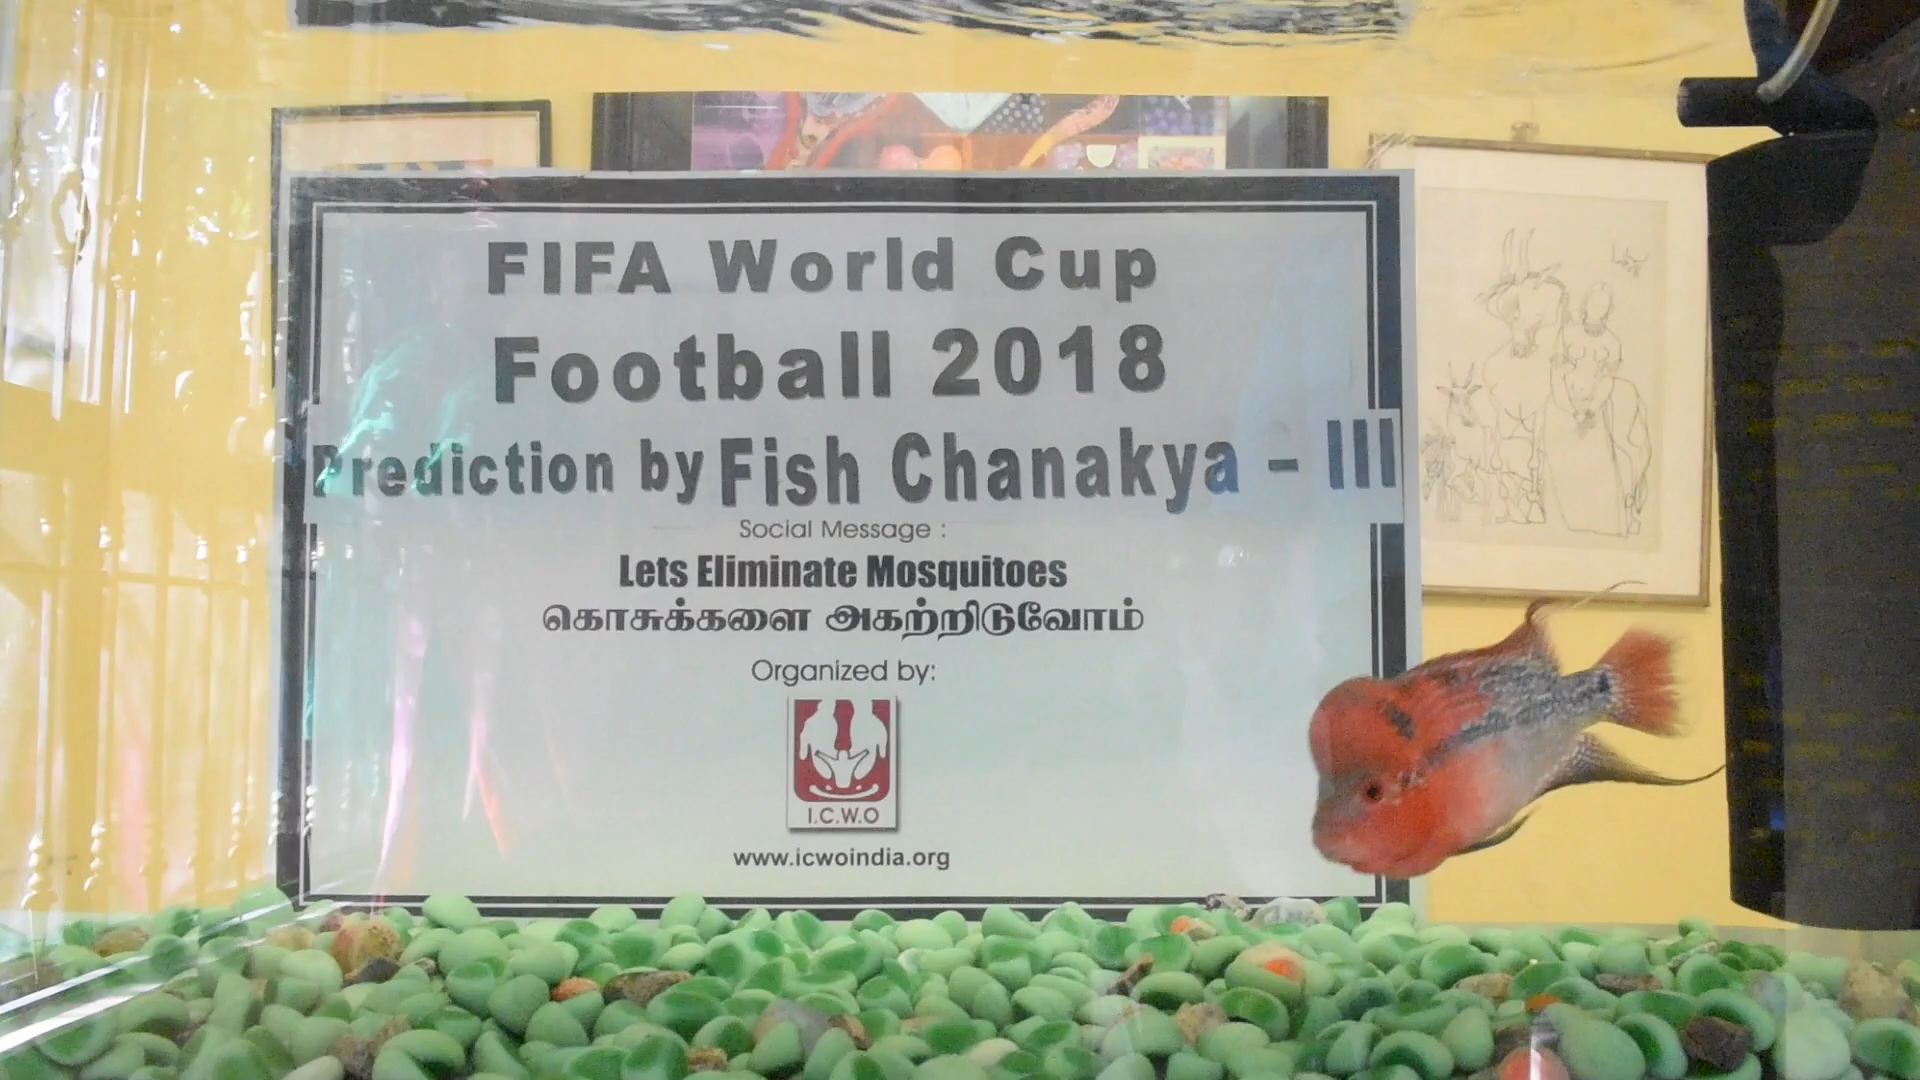 FIFA World Cup
Football 2018
Prediction by Fish Chanakya - III
Social Message :
Lets Eliminate Mosquitoes
கொசுக்களை அகற்றிடுவோம்
Organized by:
I.C.W.O
www.icwoindia.org